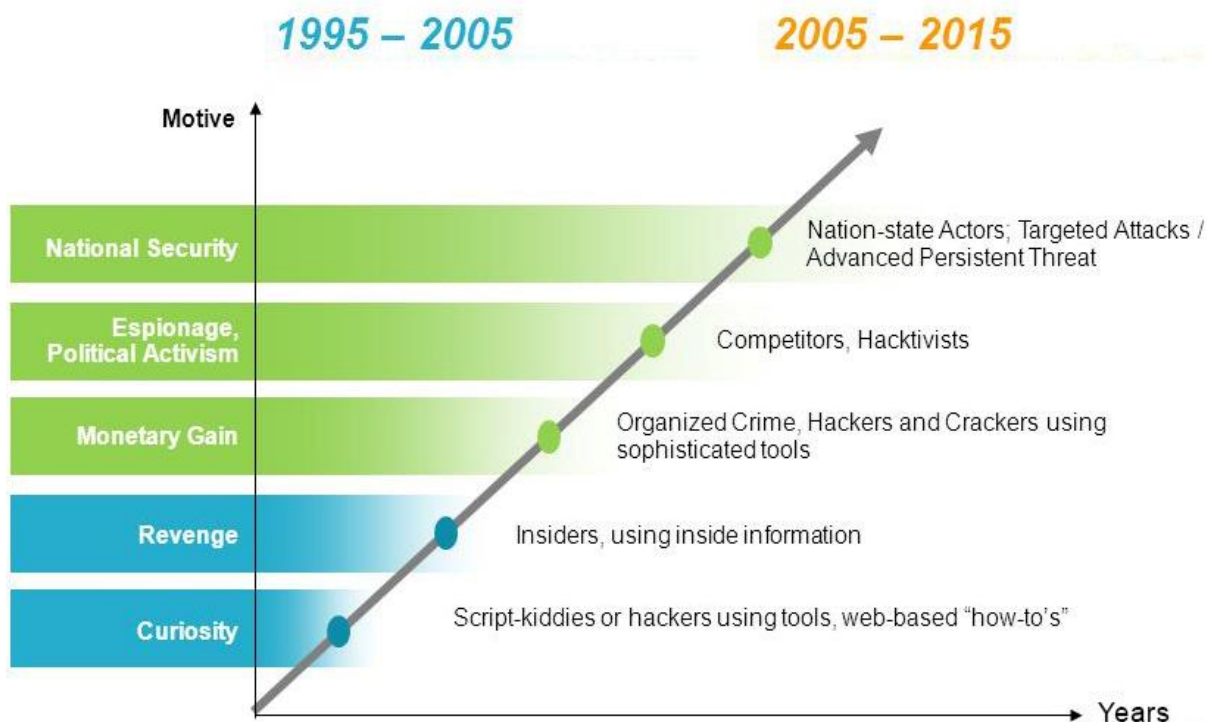 1995 – 2005
2005 – 2015
Motive
National Security
Nation-state Actors; Targeted Attacks /
Advanced Persistent Threat
Espionage,
Political Activism
Competitors, Hacktivists
Monetary Gain
Organized Crime, Hackers and Crackers using
sophisticated tools
Revenge
Insiders, using inside information
Curiosity
Script-kiddies or hackers using tools, web-based “how-to’s”
Years